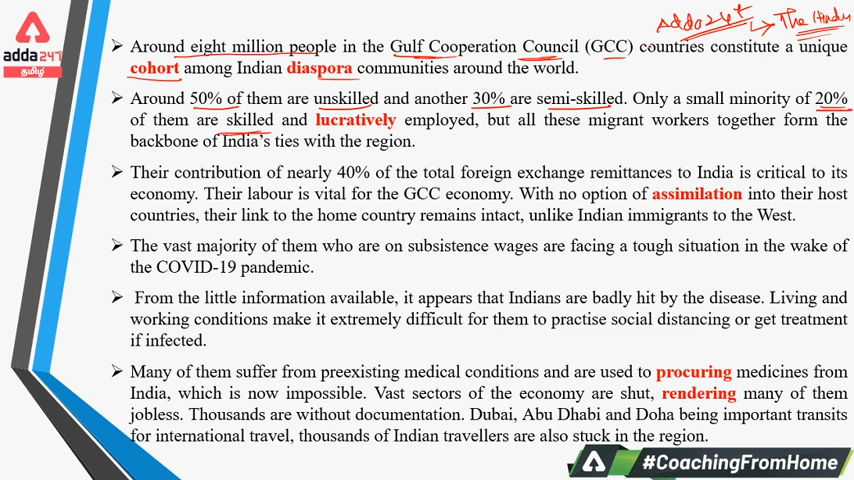 Adda247
→ The Hindu
adda247
தமிழ்
➤ Around eight million people in the Gulf Cooperation Council (GCC) countries constitute a unique
cohort among Indian diaspora communities around the world.
➤ Around 50% of them are unskilled and another 30% are semi-skilled. Only a small minority of 20%
of them are skilled and lucratively employed, but all these migrant workers together form the
backbone of India's ties with the region.
➤ Their contribution of nearly 40% of the total foreign exchange remittances to India is critical to its
economy. Their labour is vital for the GCC economy. With no option of assimilation into their host
countries, their link to the home country remains intact, unlike Indian immigrants to the West.
➤ The vast majority of them who are on subsistence wages are facing a tough situation in the wake of
the COVID-19 pandemic.
➤ From the little information available, it appears that Indians are badly hit by the disease. Living and
working conditions make it extremely difficult for them to practise social distancing or get treatment
if infected.
➤ Many of them suffer from preexisting medical conditions and are used to procuring medicines from
India, which is now impossible. Vast sectors of the economy are shut, rendering many of them
jobless. Thousands are without documentation. Dubai, Abu Dhabi and Doha being important transits
for international travel, thousands of Indian travellers are also stuck in the region.
#CoachingFromHome